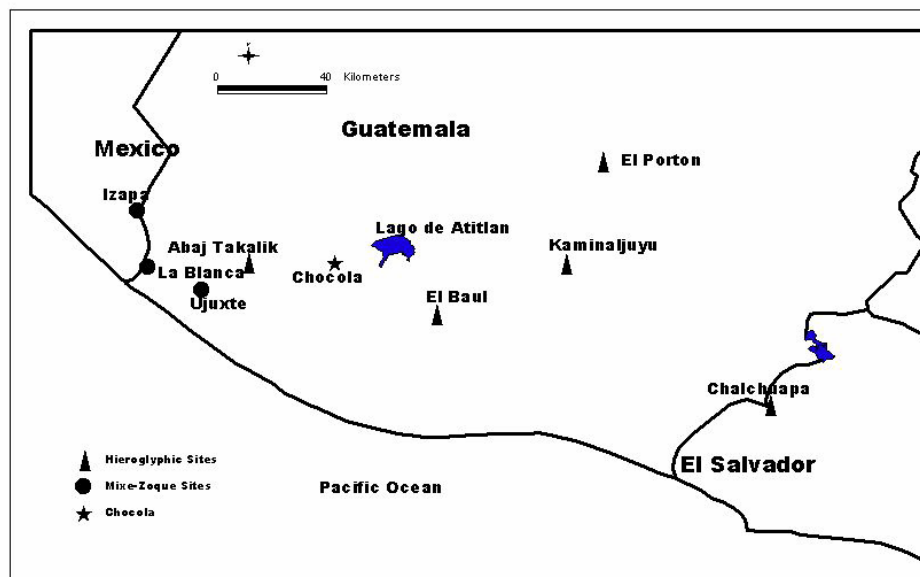 0 40 Kilometers
Guatemala
Mexico
El Porton
Izapa
Lago de Atitlan
Abaj Takalik
Kaminaljuyu
La Blanca
Chocola
El Baul
Ujuxte
Chalchuapa
Hieroglyphic Sites
El Salvador
Mixe-Zoque Sites
Pacific Ocean
Chocola